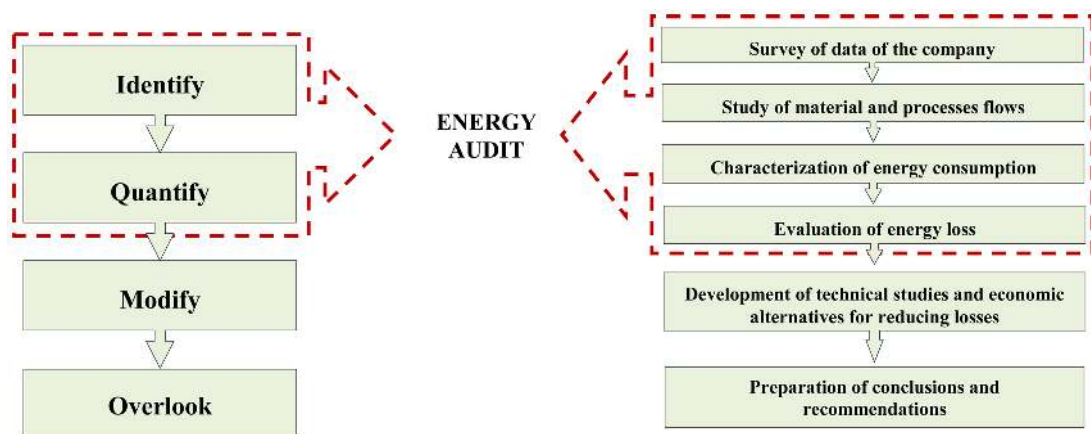 Identify
Quantify
Modify
Overlook
ENERGY
AUDIT
Survey of data of the company
Study of material and processes flows
Characterization of energy consumption
Evaluation of energy loss
Development of technical studies and economic
alternatives for reducing losses
Preparation of conclusions and
recommendations